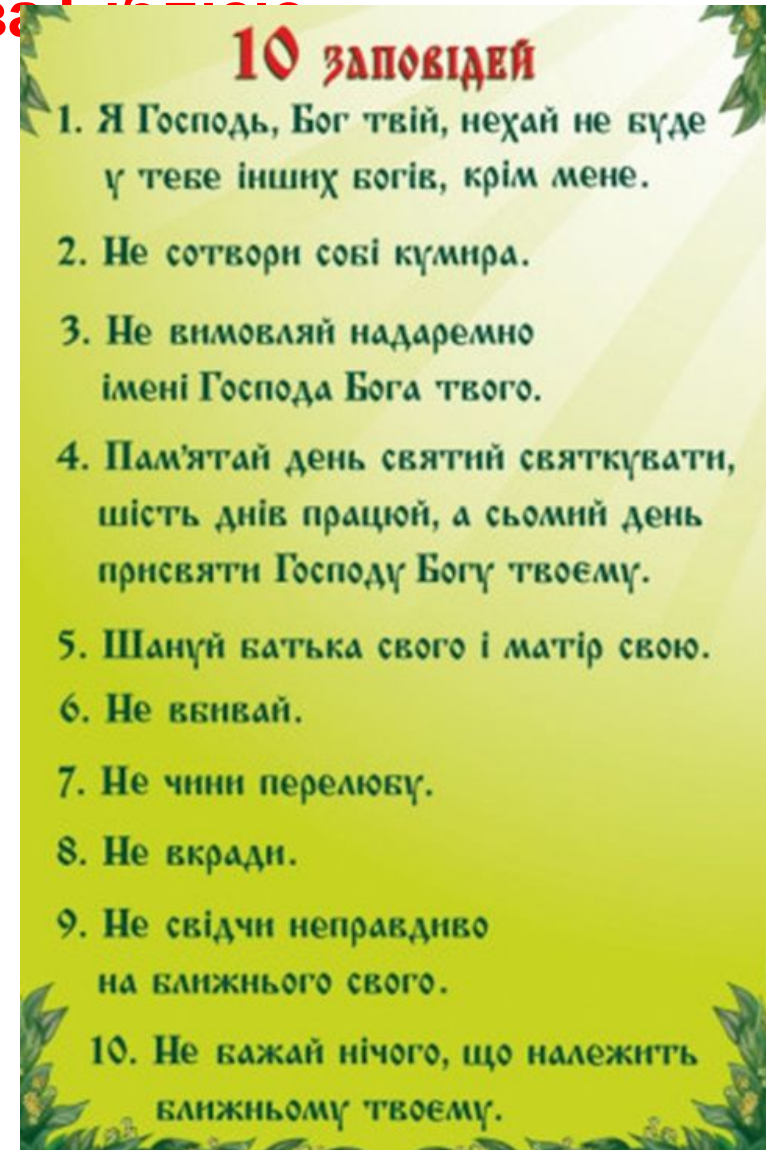 10 ЗАПОВІДЕЙ
1. Я Господь, Бог твій, нехай не буде
у тебе інших богів, крім мене.
2. Не сотвори собі кумира.
3. Не вимовляй надаремно
імені Господа Бога твого.
4. Пам'ятай день святий святкувати,
шість днів працюй, а сьомий день
присвяти Господу Богу твоєму.
5. Шануй батька свого і матір свою.
6. Не вбивай.
7. Не чини перелюбу.
8. Не вкради.
9. Не свідчи неправдиво
на ближнього свого.
10. Не бажай нічого, що належить
ближньому твоєму.